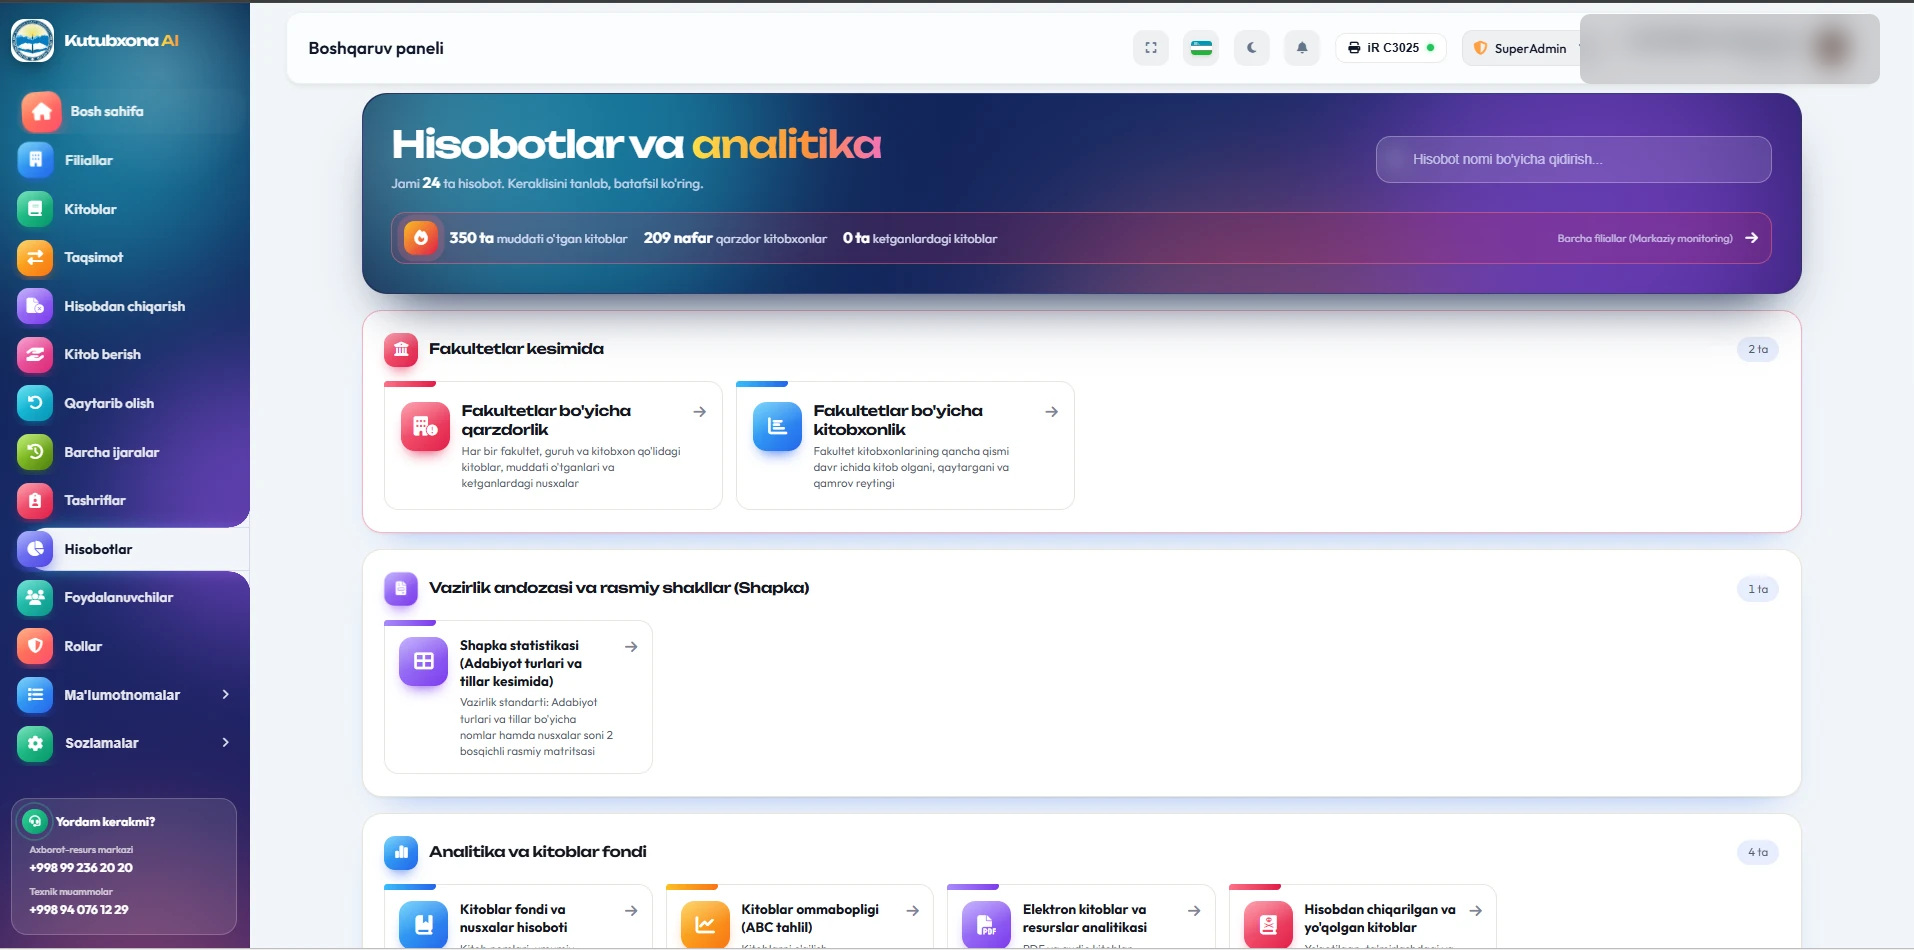 Kutubxona AI
Bosh sahifa
Filiallar
Kitoblar
Taqsimot
Hisobdan chiqarish
Kitob berish
Qaytarib olish
Barcha ijaralar
Tashriflar
Hisobotlar
Foydalanuvchilar
Rollar
Ma'lumotnomalar
Sozlamalar
Yordam kerakmi?
Axborot-resurs markazi
+998 99 236 20 20
Texnik muammolar
+998 94 076 12 29
Boshqaruv paneli
iR C3025
SuperAdmin
Hisobotlar va analitika
Jami 24 ta hisobot. Keraklisini tanlab, batafsil ko'ring.
Hisobot nomi bo'yicha qidirish...
350 ta muddati o'tgan kitoblar 209 nafar qarzdor kitobxonlar 0 ta ketganlardagi kitoblar
Barcha filiallar (Markaziy monitoring)
Fakultetlar kesimida
2 ta
Fakultetlar bo'yicha
qarzdorlik
Har bir fakultet, guruh va kitobxon qo'lidagi
kitoblar, muddati o'tganlari va
ketganlardagi nusxalar
Fakultetlar bo'yicha
kitobxonlik
Fakultet kitobxonlarining qancha qismi
davr ichida kitob olgani, qaytargani va
qamrov reytingi
Vazirlik andozasi va rasmiy shakllar (Shapka)
1 ta
Shapka statistikasi
(Adabiyot turlari va
tillar kesimida)
Vazirlik standarti: Adabiyot
turlari va tillar bo'yicha
nomlar hamda nusxalar soni 2
bosqichli rasmiy matritsasi
Analitika va kitoblar fondi
4 ta
Kitoblar fondi va
nusxalar hisoboti
Kitoblar ommabopligi
(ABC tahlil)
Elektron kitoblar va
resurslar analitikasi
PDF
Hisobdan chiqarilgan va
yo'qolgan kitoblar